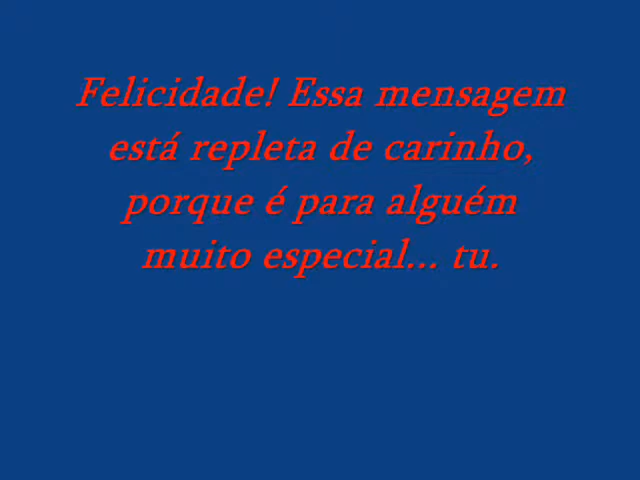 Felicidade! Essa mensagem
está repleta de carinho,
porque é para alguém
muito especial... tu.